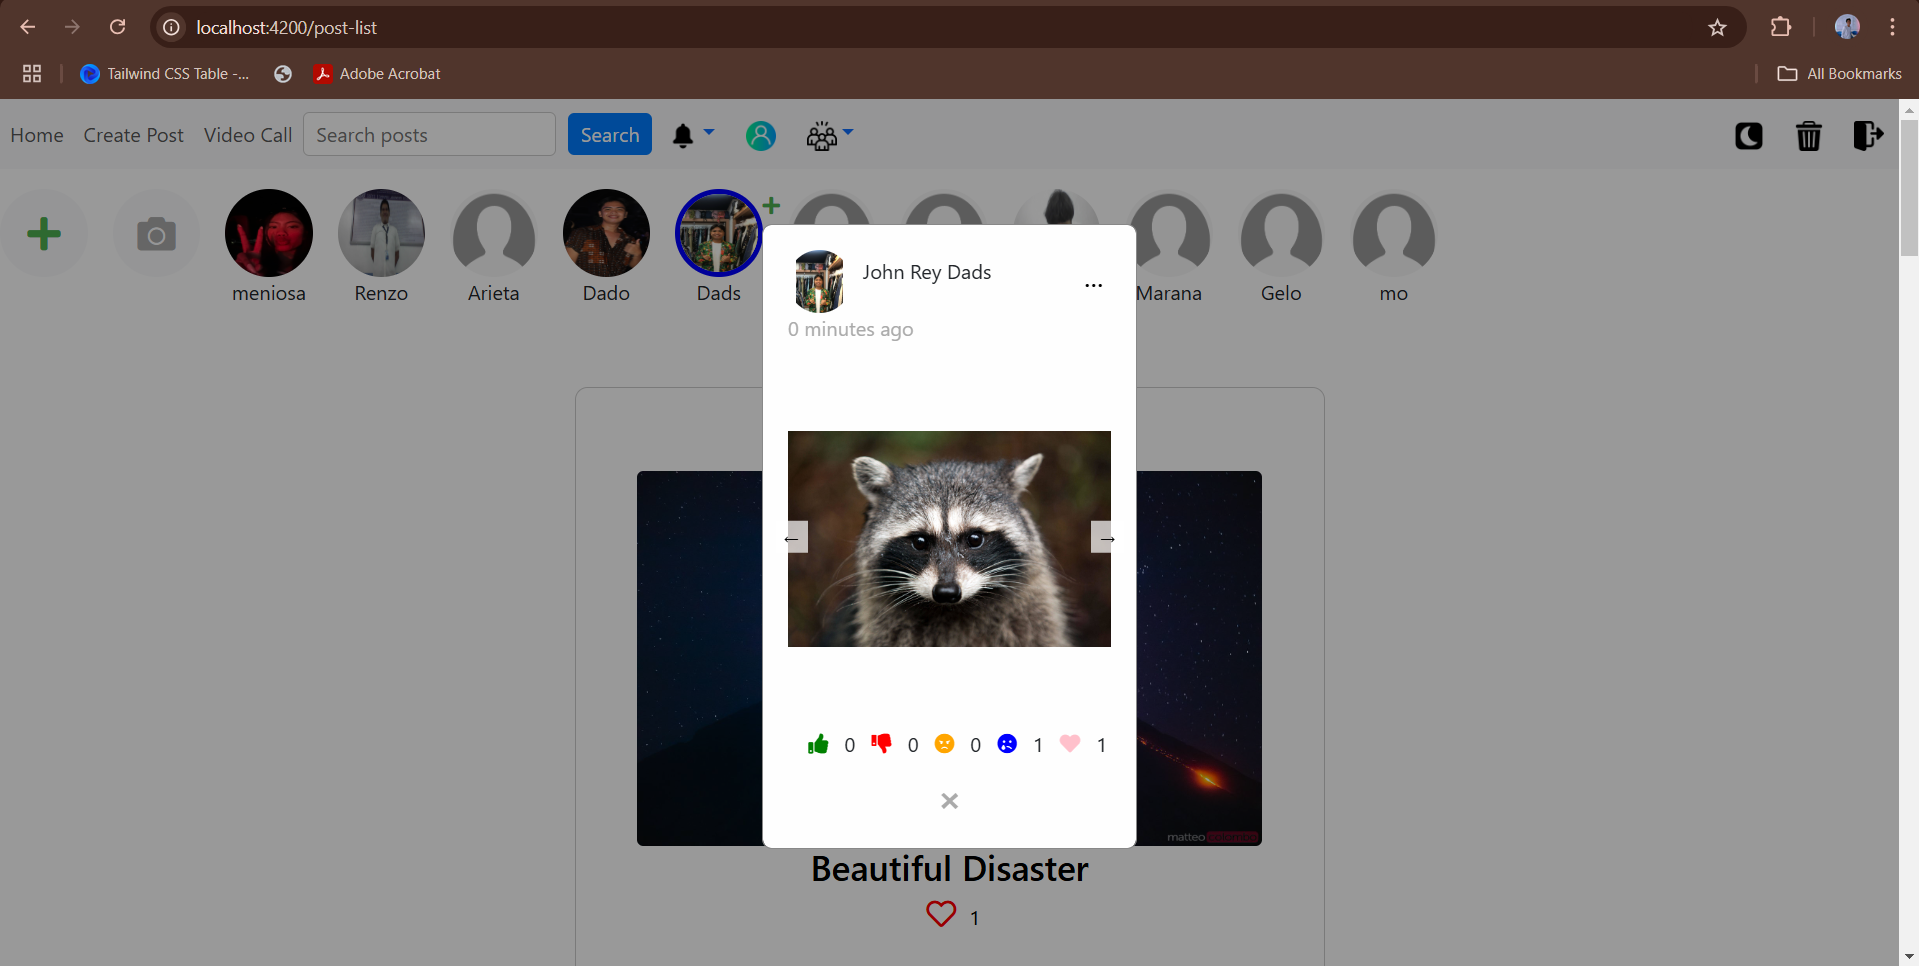 localhost:4200/post-list
Tailwind CSS Table -...
Adobe Acrobat
All Bookmarks
Home
Create Post
Video Call
Search posts
Search
meniosa
Renzo
Arieta
Dado
Dads
Marana
Gelo
mo
John Rey Dads
...
0 minutes ago
←
→
0 0 0 1 1
×
matteo
Beautiful Disaster
1